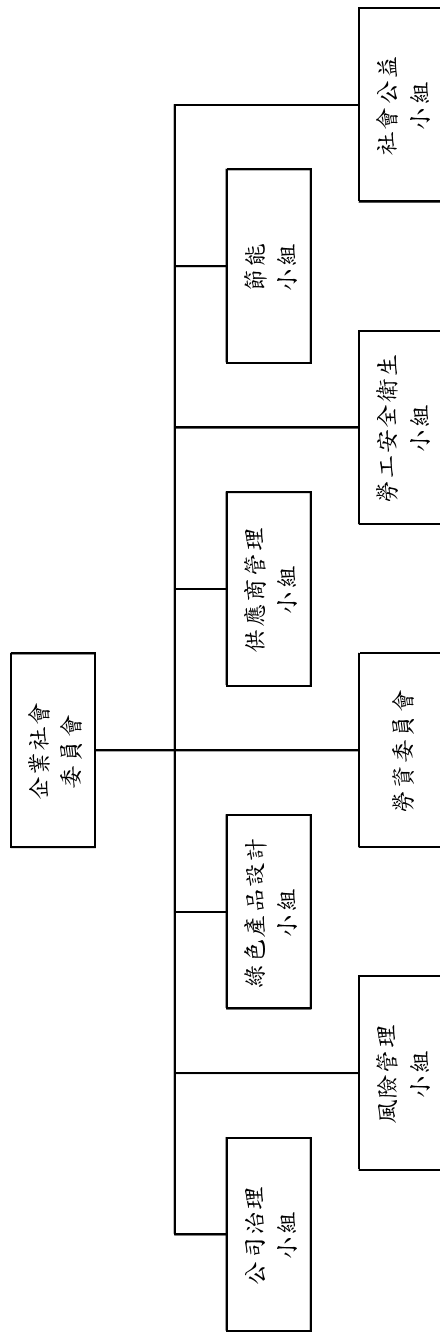 企業社會
委員會
公司治理
小組
風險管理
小組
綠色產品設計
小組
勞資委員會
供應商管理
小組
勞工安全衛生
小組
節能
小組
社會公益
小組